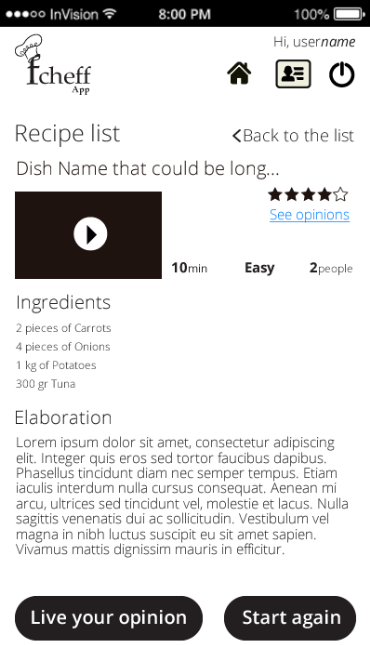 InVision 8:00 PM 100%
fcheff
App
Hi, username
Recipe list
Back to the list
Dish Name that could be long...
See opinions
10min Easy 2people
Ingredients
2 pieces of Carrots
4 pieces of Onions
1 kg of Potatoes
300 gr Tuna
Elaboration
Lorem ipsum dolor sit amet, consectetur adipiscing
elit. Integer quis eros sed tortor faucibus dapibus.
Phasellus tincidunt diam nec semper tempus. Etiam
iaculis interdum nulla cursus consequat. Aenean mi
arcu, ultrices sed tincidunt vel, molestie et lacus. Nulla
sagittis venenatis dui ac sollicitudin. Vestibulum vel
magna in nibh luctus suscipit eu sit amet sapien.
Vivamus mattis dignissim mauris in efficitur.
Live your opinion
Start again